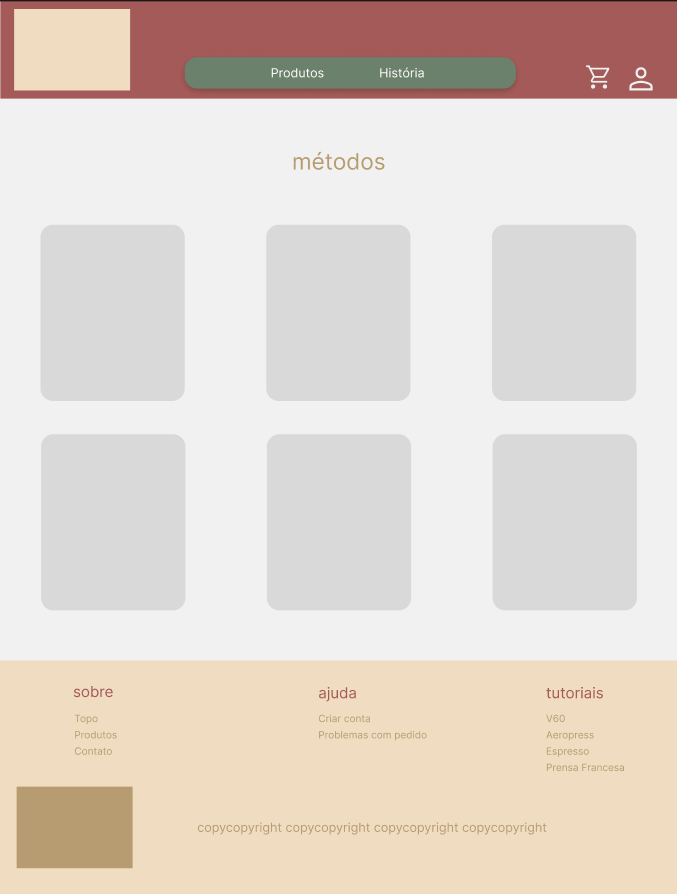 Produtos História
métodos
sobre
Topo
Produtos
Contato
ajuda
Criar conta
Problemas com pedido
tutoriais
V60
Aeropress
Espresso
Prensa Francesa
copycopyright copycopyright copycopyright copycopyright